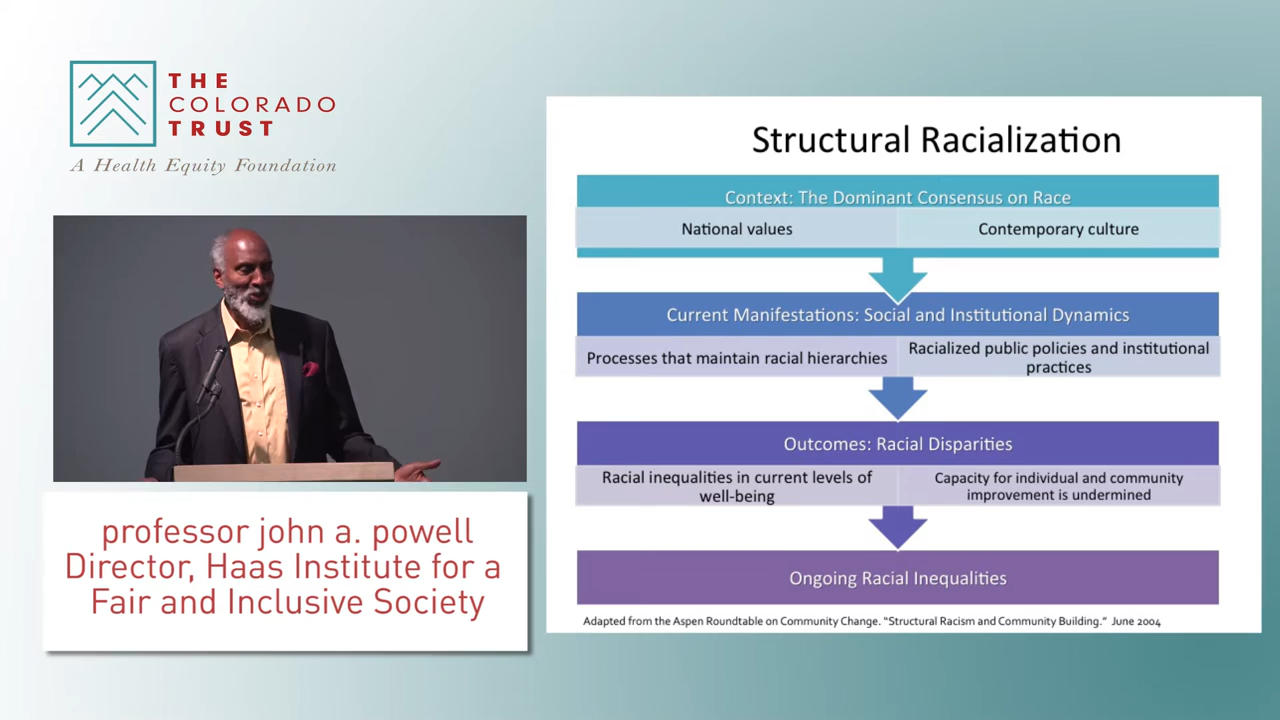 THE
COLORADO
TRUST
A Health Equity Foundation
professor john a. powell
Director, Haas Institute for a
Fair and Inclusive Society
Structural Racialization
Context: The Dominant Consensus on Race
National values
Contemporary culture
Current Manifestations: Social and Institutional Dynamics
Processes that maintain racial hierarchies
Racialized public policies and institutional
practices
Outcomes: Racial Disparities
Racial inequalities in current levels of
well-being
Capacity for individual and community
improvement is undermined
Ongoing Racial Inequalities
Adapted from the Aspen Roundtable on Community Change. “Structural Racism and Community Building.” June 2004